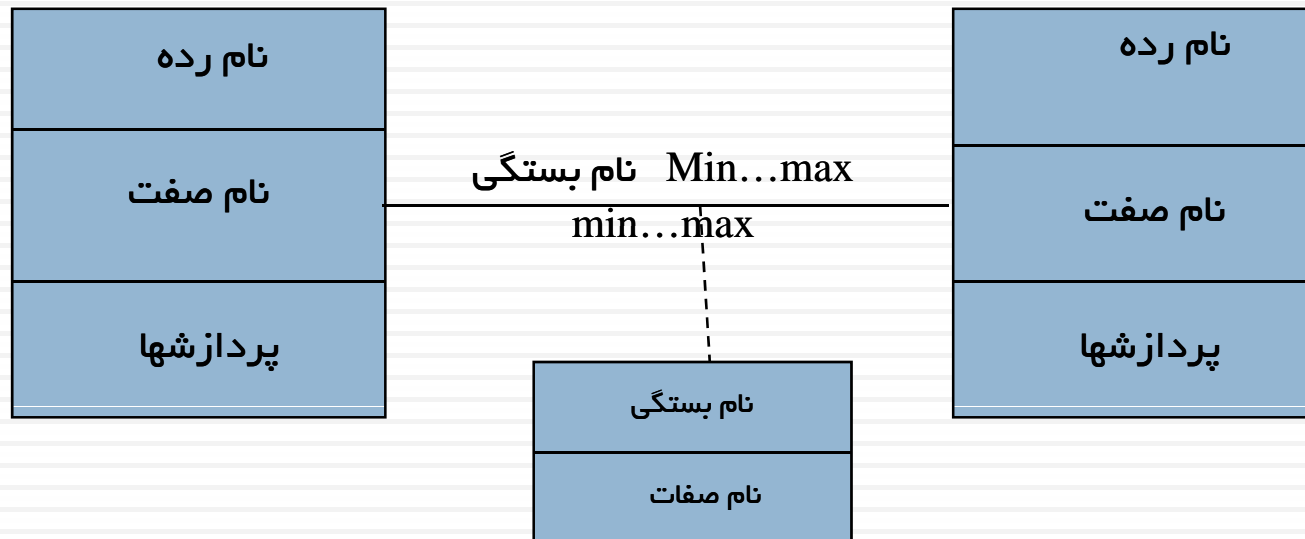 نام رده
نام صفت
پردازشها
نام بستگی Min...max
min...max
نام بستگی
نام صفات
نام رده
نام صفت
پردازشها